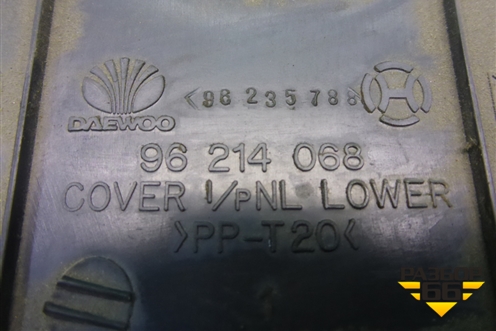 DAEWOO
<96 235788>
H
96 214 068
COVER I/PNL LOWER
>PP-T20<
РАЗБОР
66